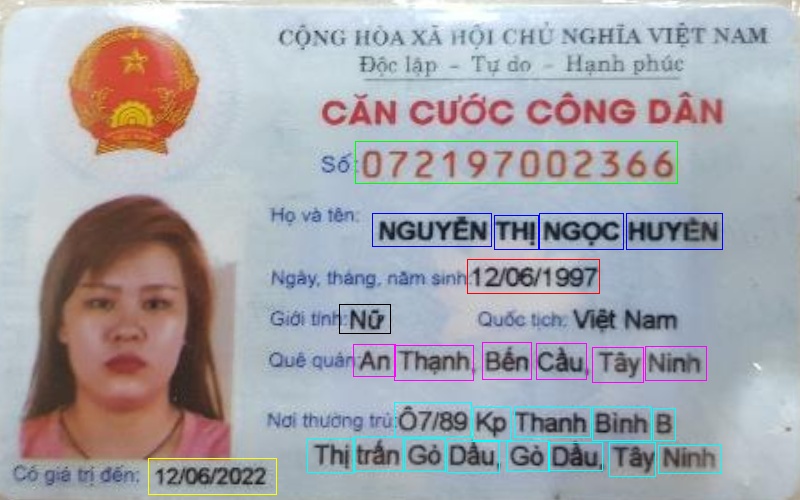 CỘNG HÒA XÃ HỘI CHỦ NGHĨA VIỆT NAM
Độc lập - Tự do - Hạnh phúc
CĂN CƯỚC CÔNG DÂN
Số: 072197002366
Họ và tên: NGUYỄN THỊ NGỌC HUYỀN
Ngày, tháng, năm sinh: 12/06/1997
Giới tính: Nữ Quốc tịch: Việt Nam
Quê quán: An Thạnh, Bến Cầu, Tây Ninh
Nơi thường trú: Ô7/89 Kp Thanh Bình B
Thị trấn Gò Dầu, Gò Dầu, Tây Ninh
Có giá trị đến: 12/06/2022